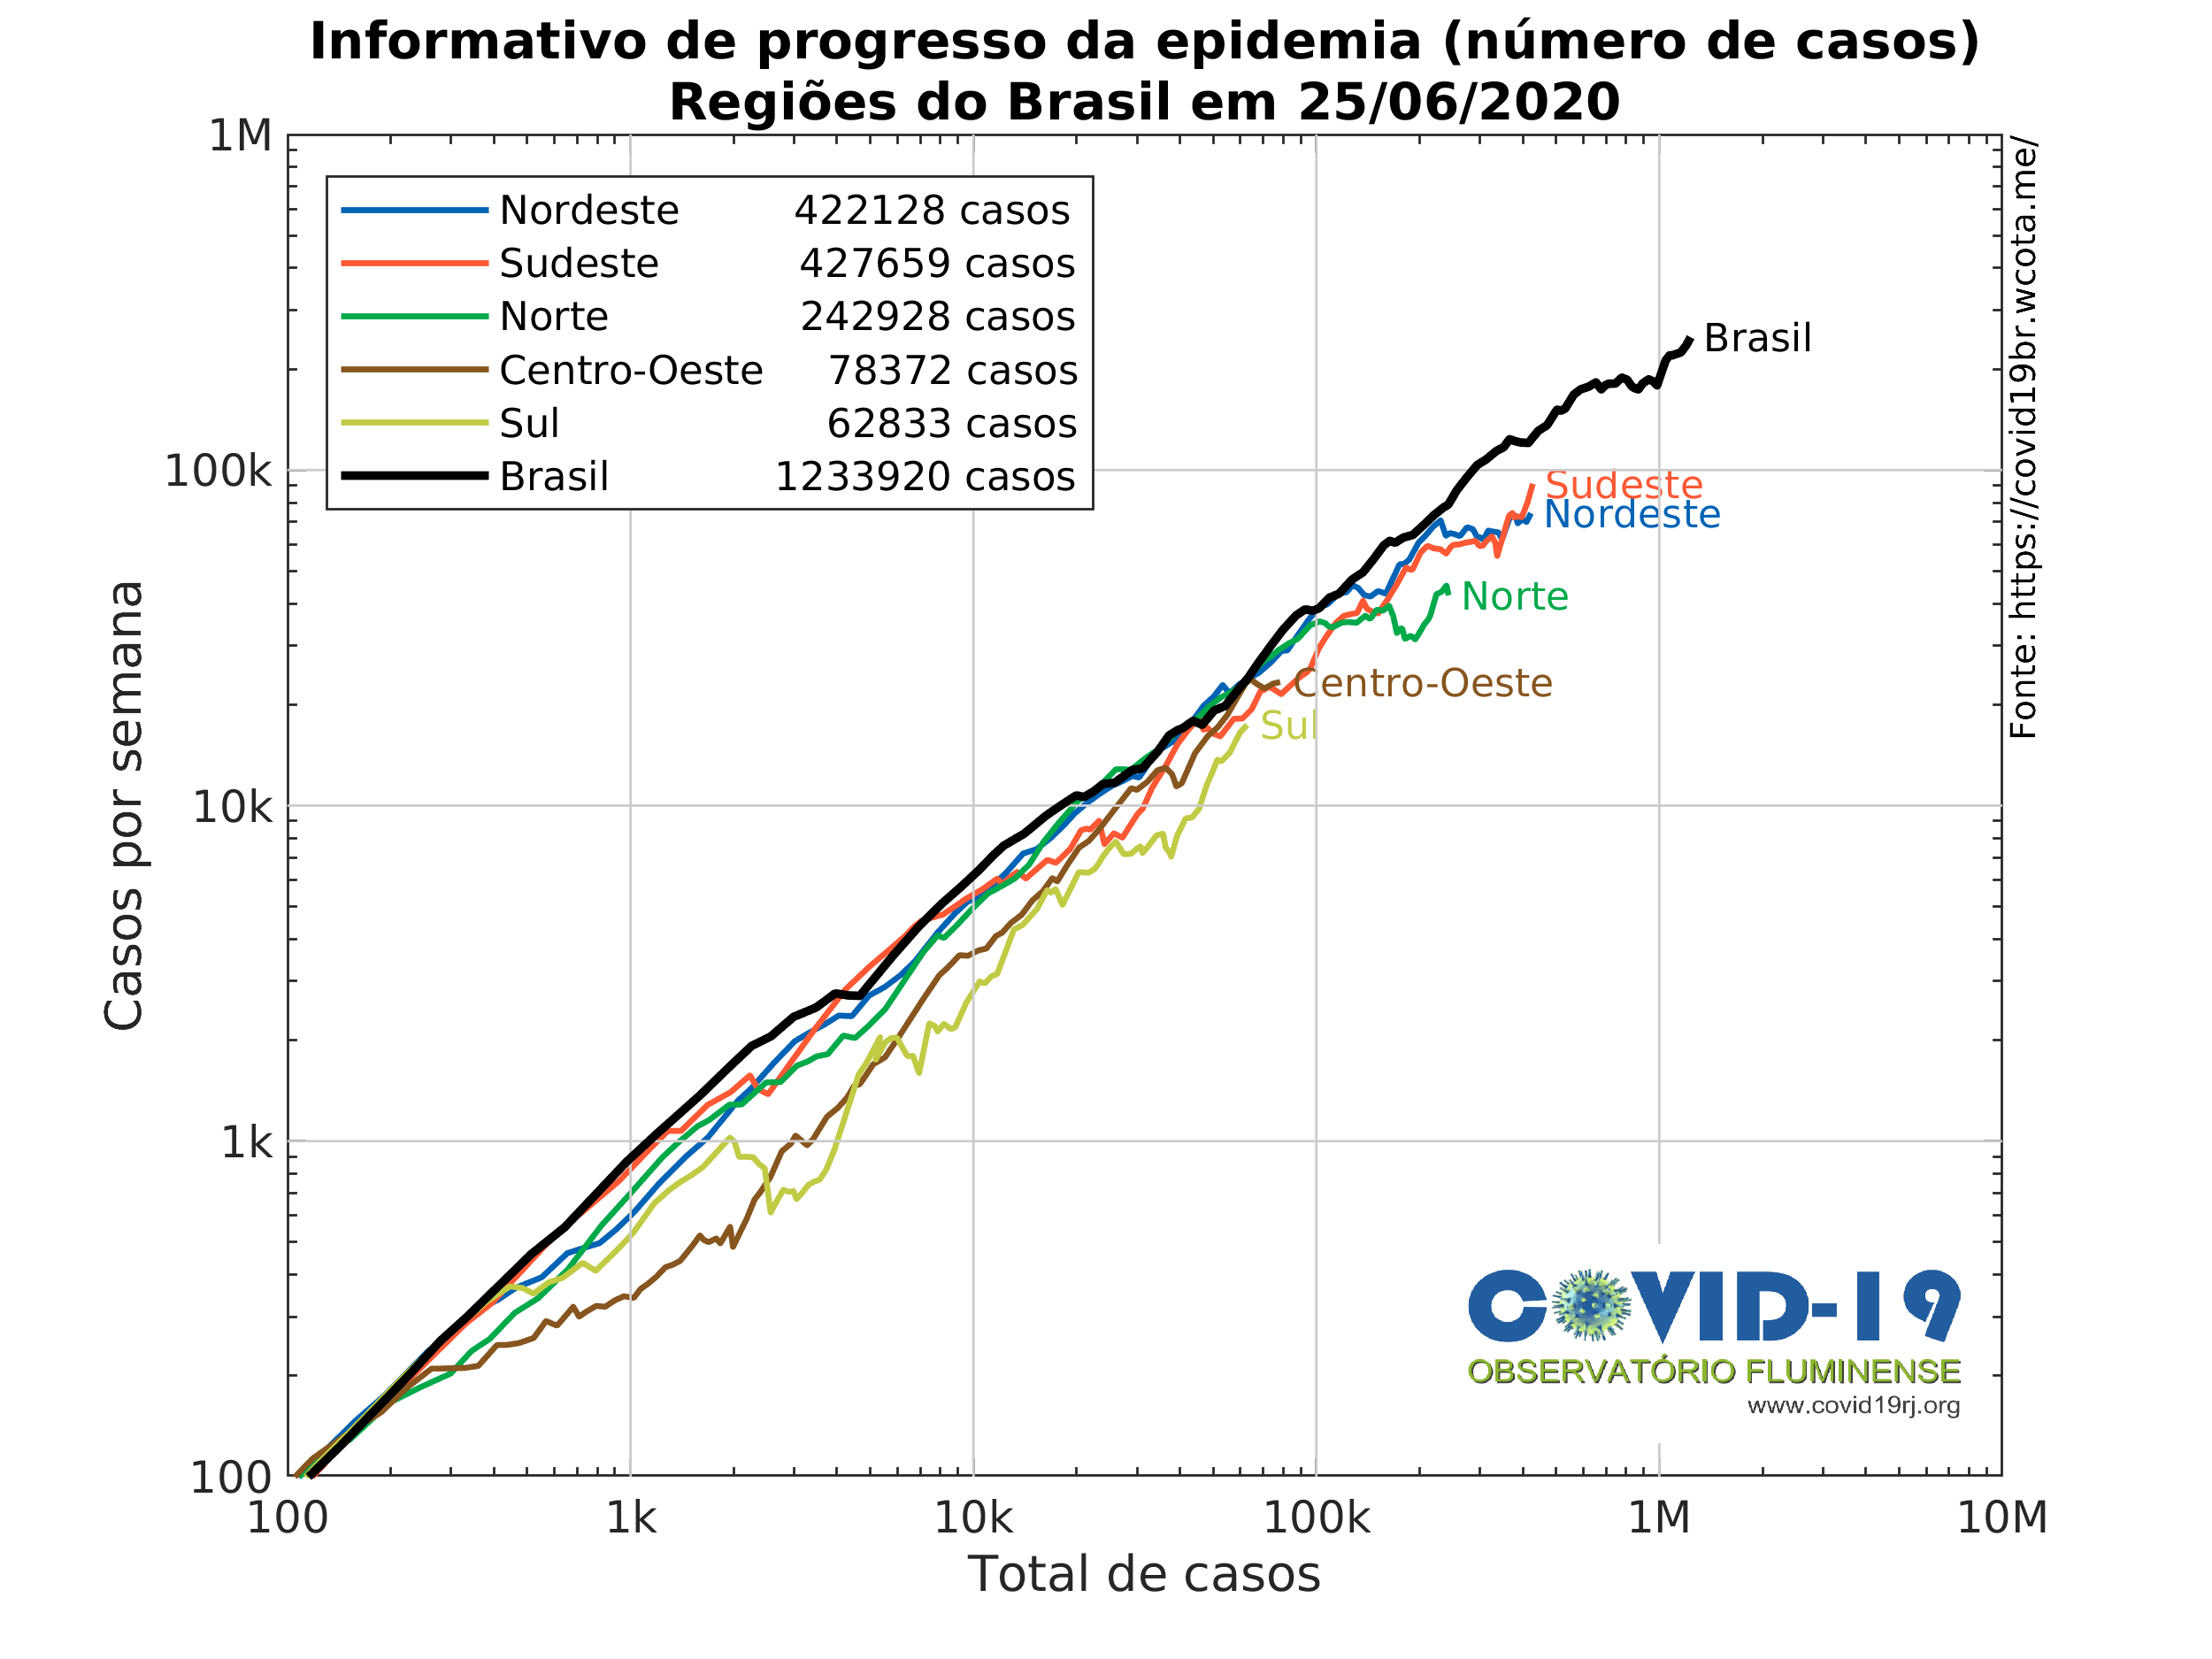 Informativo de progresso da epidemia (número de casos)
Regiões do Brasil em 25/06/2020
Nordeste 422128 casos
Sudeste 427659 casos
Norte 242928 casos
Centro-Oeste 78372 casos
Sul 62833 casos
Brasil 1233920 casos
1M
100k
10k
1k
100
Casos por semana
Brasil
Sudeste
Nordeste
Norte
Centro-Oeste
Sul
Fonte: https://covid19br.wcota.me/
COVID-19
OBSERVATÓRIO FLUMINENSE
www.covid19rj.org
100 1k 10k 100k 1M 10M
Total de casos